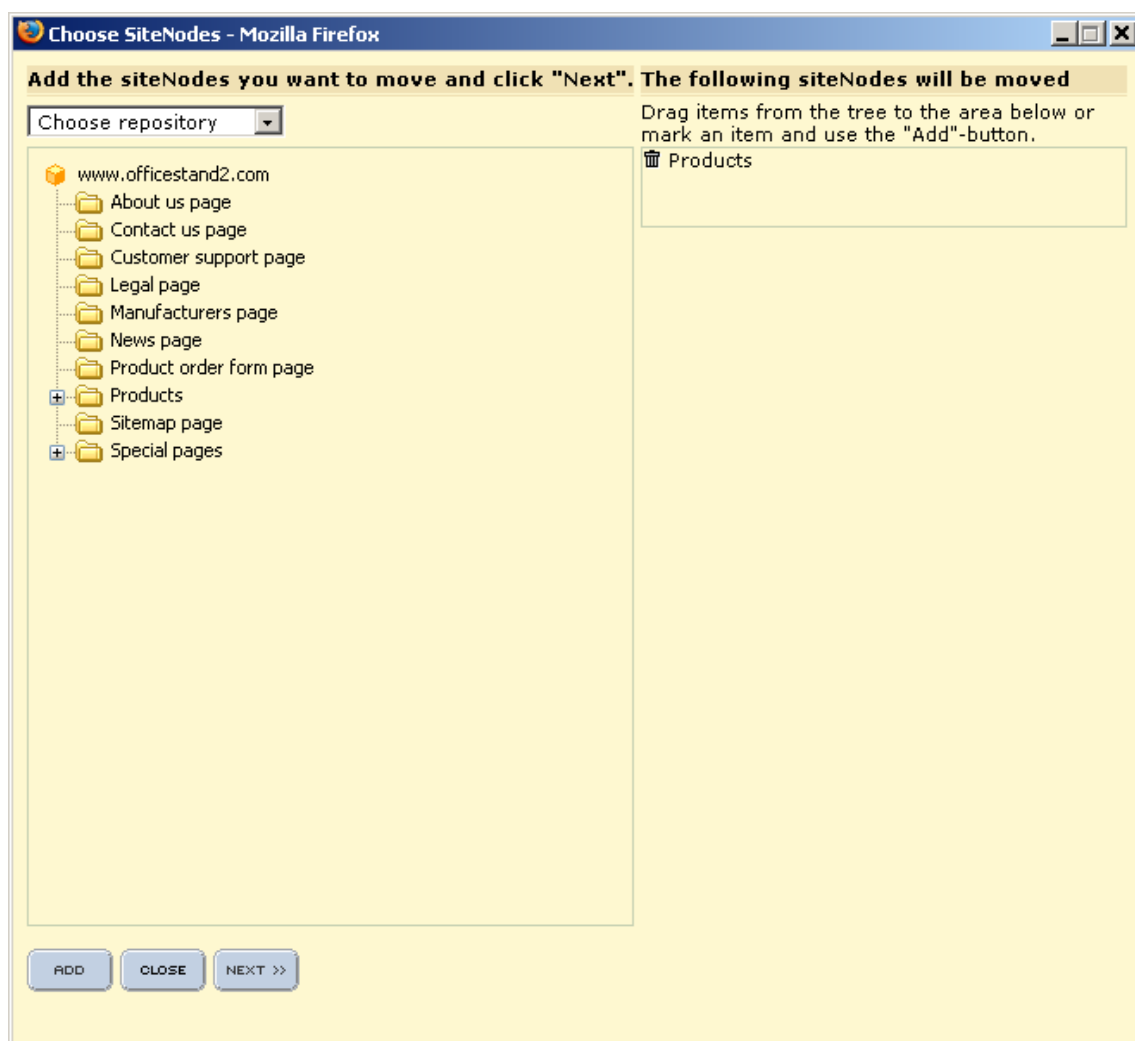 Choose SiteNodes - Mozilla Firefox
Add the siteNodes you want to move and click "Next".
Choose repository
www.officestand2.com
About us page
Contact us page
Customer support page
Legal page
Manufacturers page
News page
Product order form page
Products
Sitemap page
Special pages
The following siteNodes will be moved
Drag items from the tree to the area below or
mark an item and use the "Add"-button.
Products
ADD
CLOSE
NEXT >>